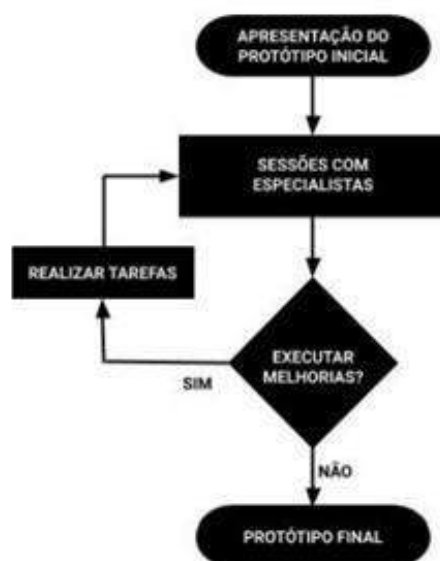 APRESENTAÇÃO DO
PROTÓTIPO INICIAL
SESSÕES COM
ESPECIALISTAS
REALIZAR TAREFAS
EXECUTAR
MELHORIAS?
SIM
NÃO
PROTÓTIPO FINAL